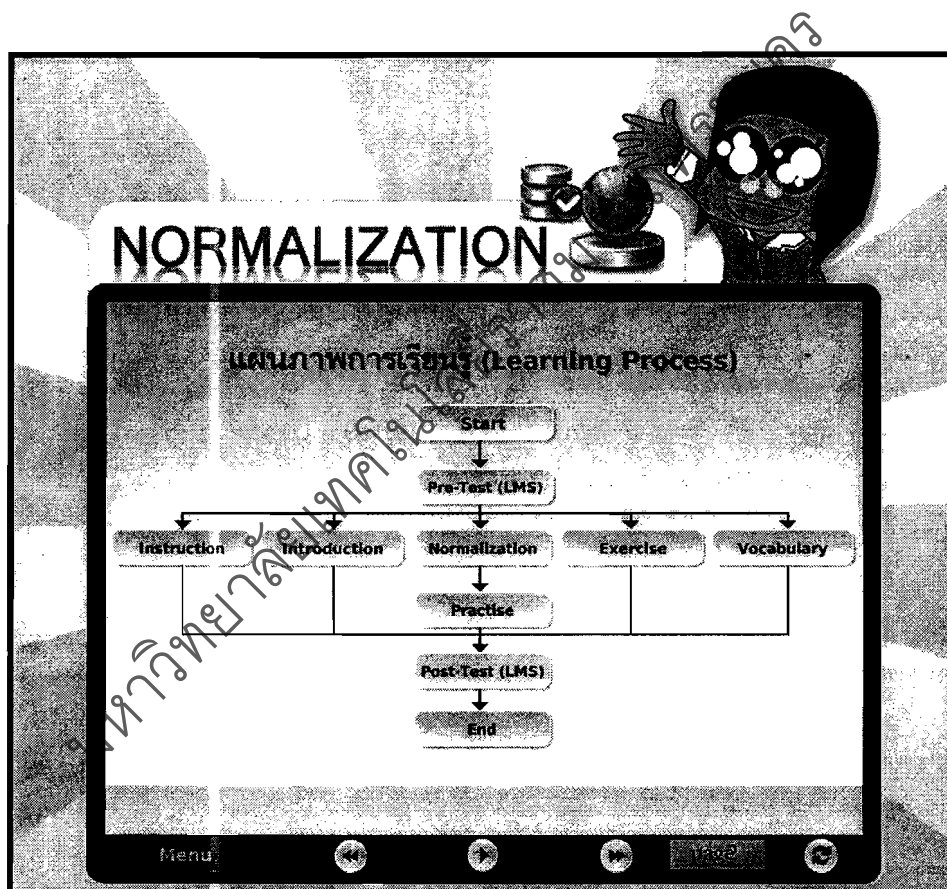 NORMALIZATION
แผนภาพการเรียนรู้ (Learning Process)
Start
Pre-Test (LMS)
Instruction Introduction Normalization Exercise Vocabulary
Practise
Post-Test (LMS)
End
Menu